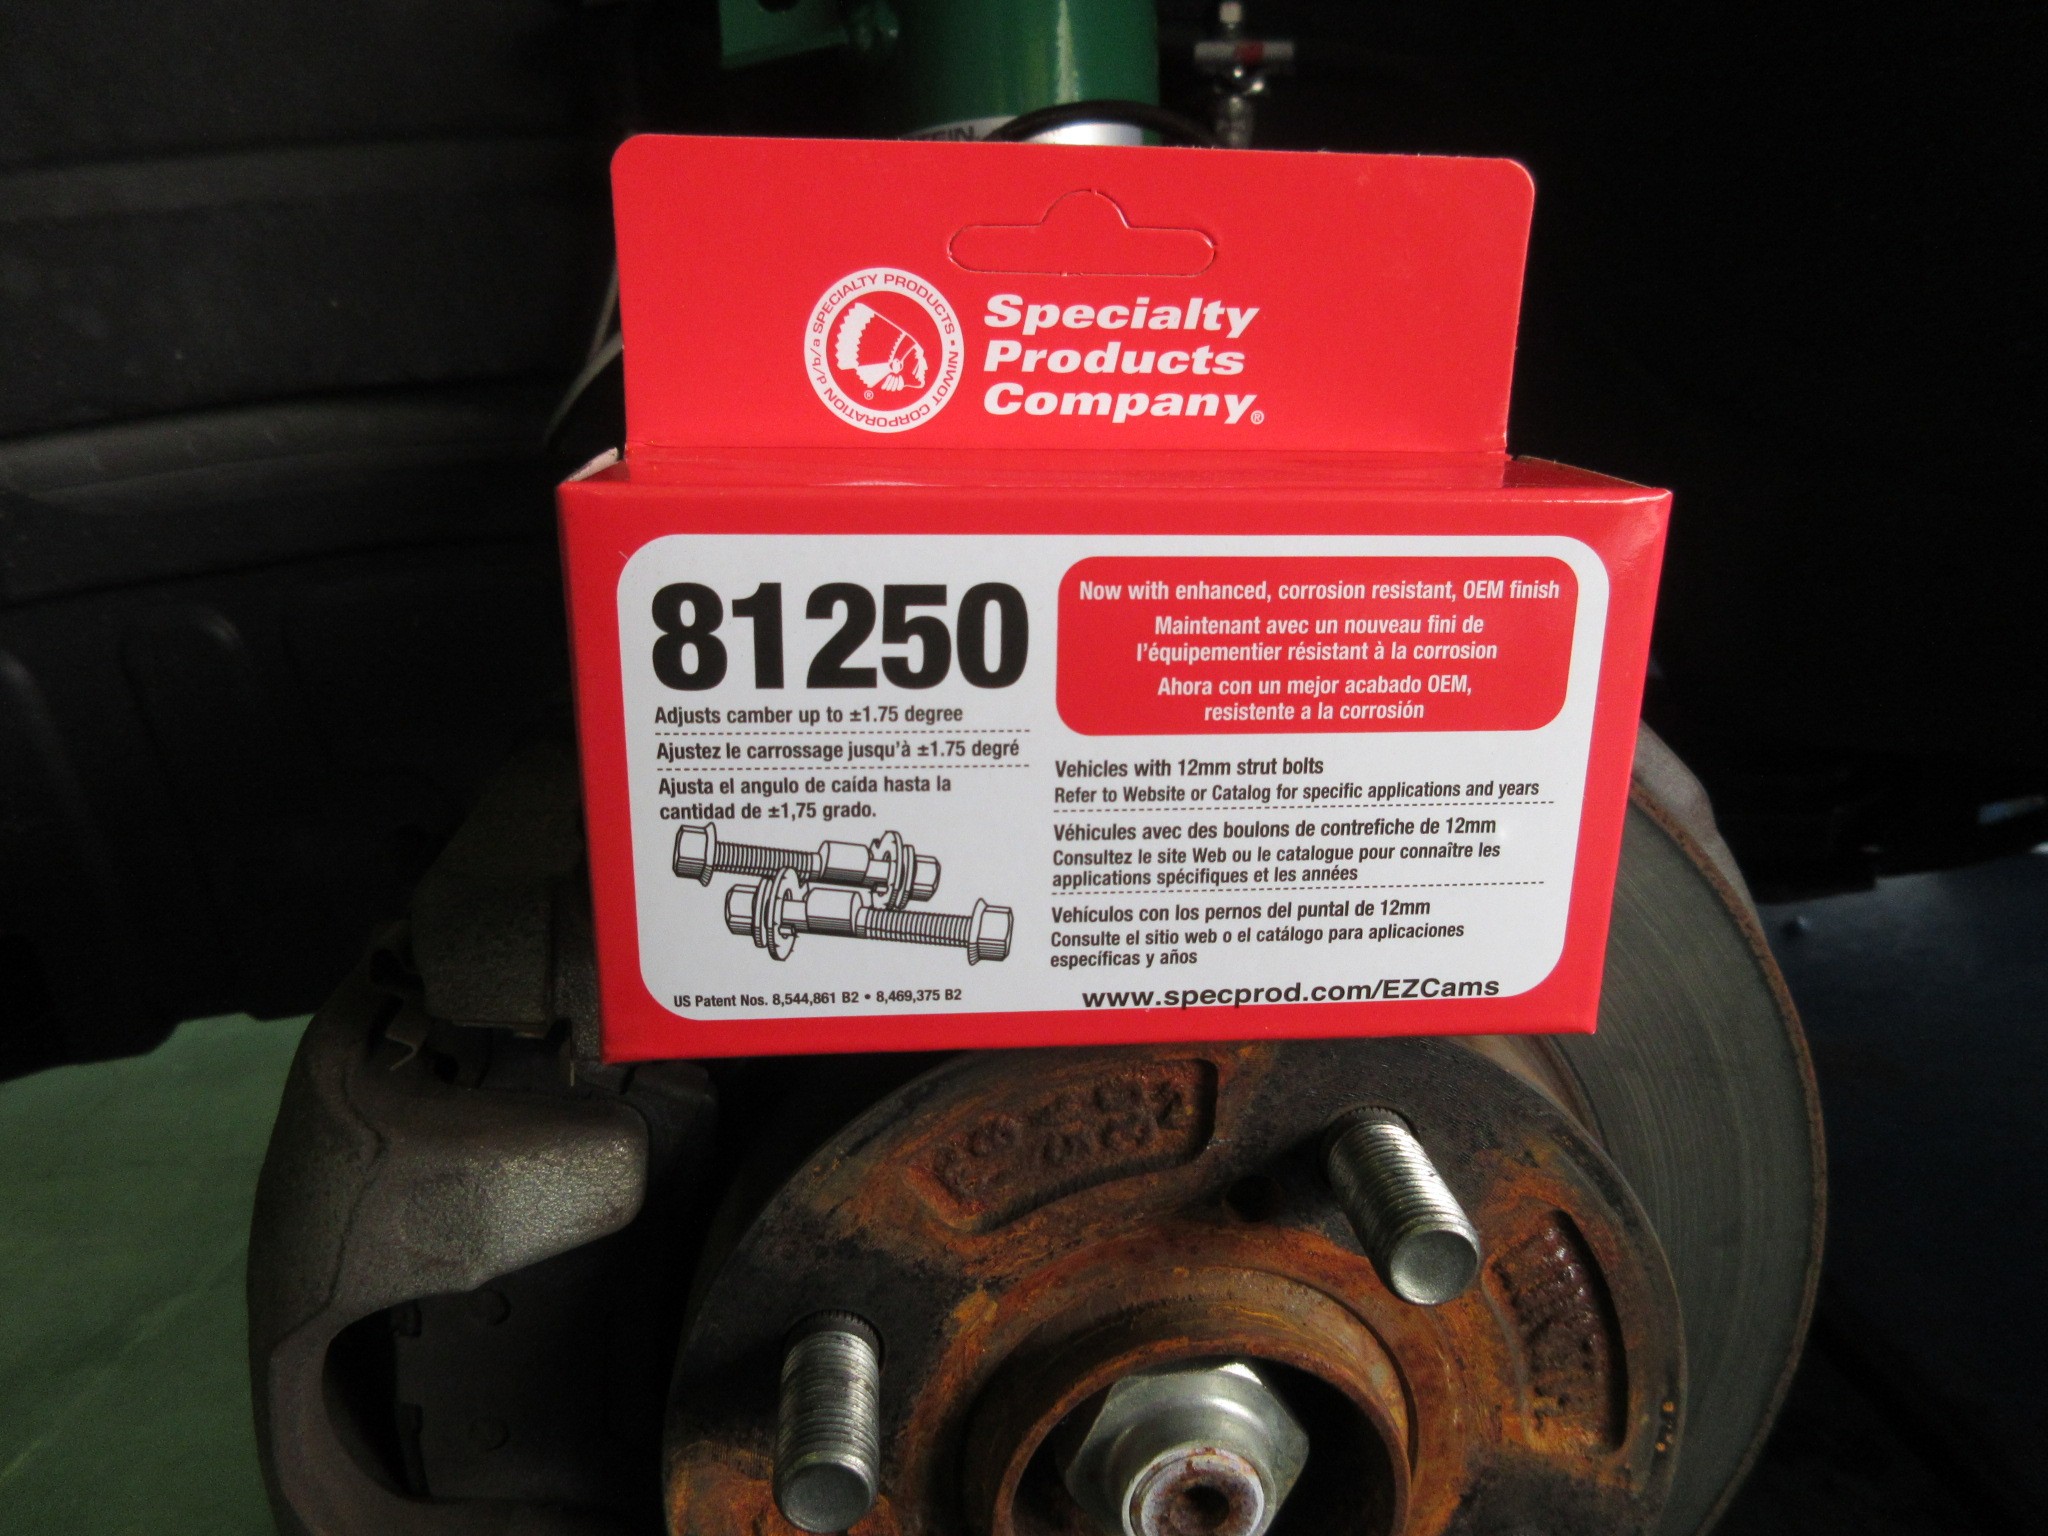 TEIN
SPECIALTY PRODUCTS • NIWOT CORPORATION d/b/a
®
Specialty
Products
Company®
81250
Adjusts camber up to ±1.75 degree
Ajustez le carrossage jusqu'à ±1.75 degré
Ajusta el angulo de caída hasta la
cantidad de ±1,75 grado.
US Patent Nos. 8,544,861 B2 • 8,469,375 B2
Now with enhanced, corrosion resistant, OEM finish
Maintenant avec un nouveau fini de
l'équipementier résistant à la corrosion
Ahora con un mejor acabado OEM,
resistente a la corrosión
Vehicles with 12mm strut bolts
Refer to Website or Catalog for specific applications and years
Véhicules avec des boulons de contrefiche de 12mm
Consultez le site Web ou le catalogue pour connaître les
applications spécifiques et les années
Vehículos con los pernos del puntal de 12mm
Consulte el sitio web o el catálogo para aplicaciones
específicas y años
www.specprod.com/EZCams